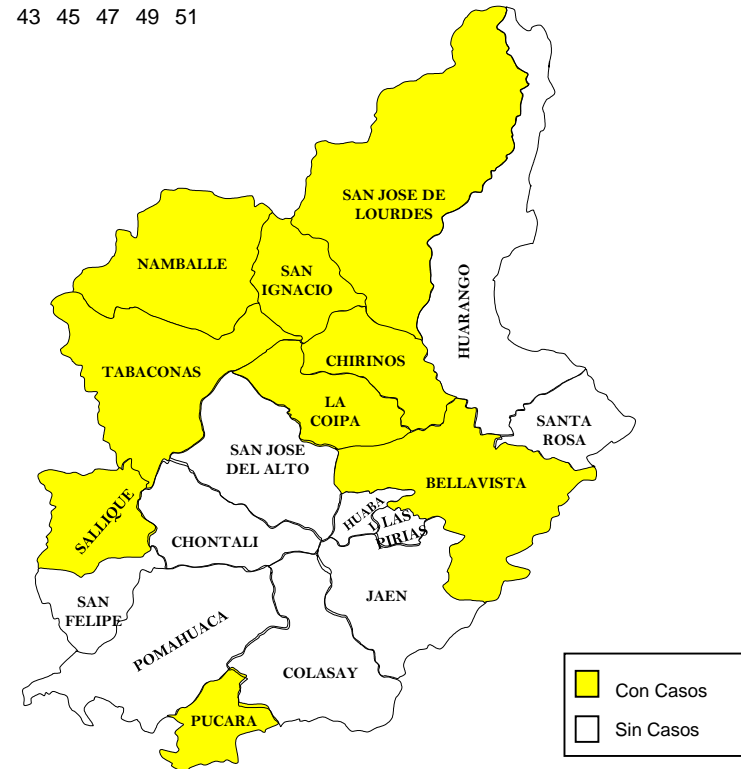 43 45 47 49 51
SAN JOSE DE
LOURDES
NAMBALLE
SAN
IGNACIO
HUARANGO
TABACONAS
CHIRINOS
LA
COIPA
SANTA
ROSA
SAN JOSE
DEL ALTO
BELLAVISTA
SALLIQUE
HUABA
L
LAS
PIRIAS
CHONTALI
SAN
FELIPE
JAEN
POMAHUACA
COLASAY
PUCARA
Con Casos
Sin Casos